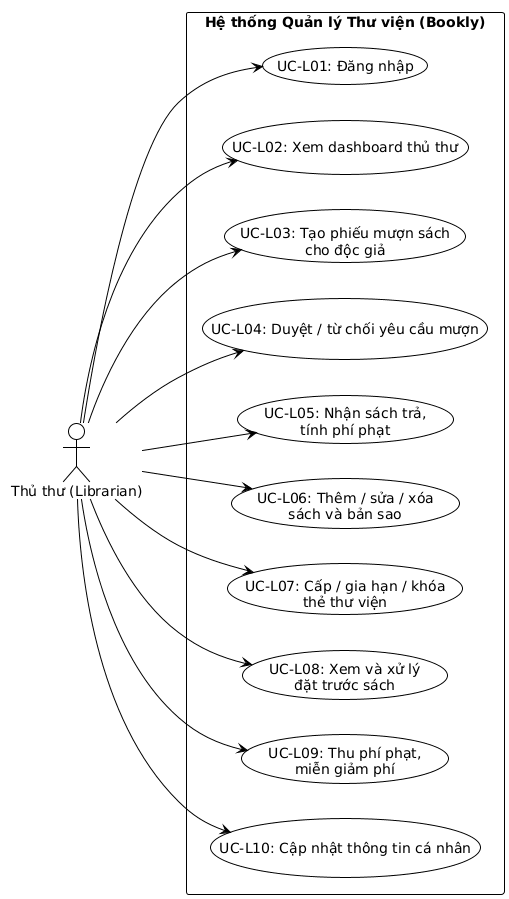 Hệ thống Quản lý Thư viện (Bookly)
UC-L01: Đăng nhập
UC-L02: Xem dashboard thủ thư
UC-L03: Tạo phiếu mượn sách
cho độc giả
UC-L04: Duyệt / từ chối yêu cầu mượn
UC-L05: Nhận sách trả,
tính phí phạt
Thủ thư (Librarian)
UC-L06: Thêm / sửa / xóa
sách và bản sao
UC-L07: Cấp / gia hạn / khóa
thẻ thư viện
UC-L08: Xem và xử lý
đặt trước sách
UC-L09: Thu phí phạt,
miễn giảm phí
UC-L10: Cập nhật thông tin cá nhân